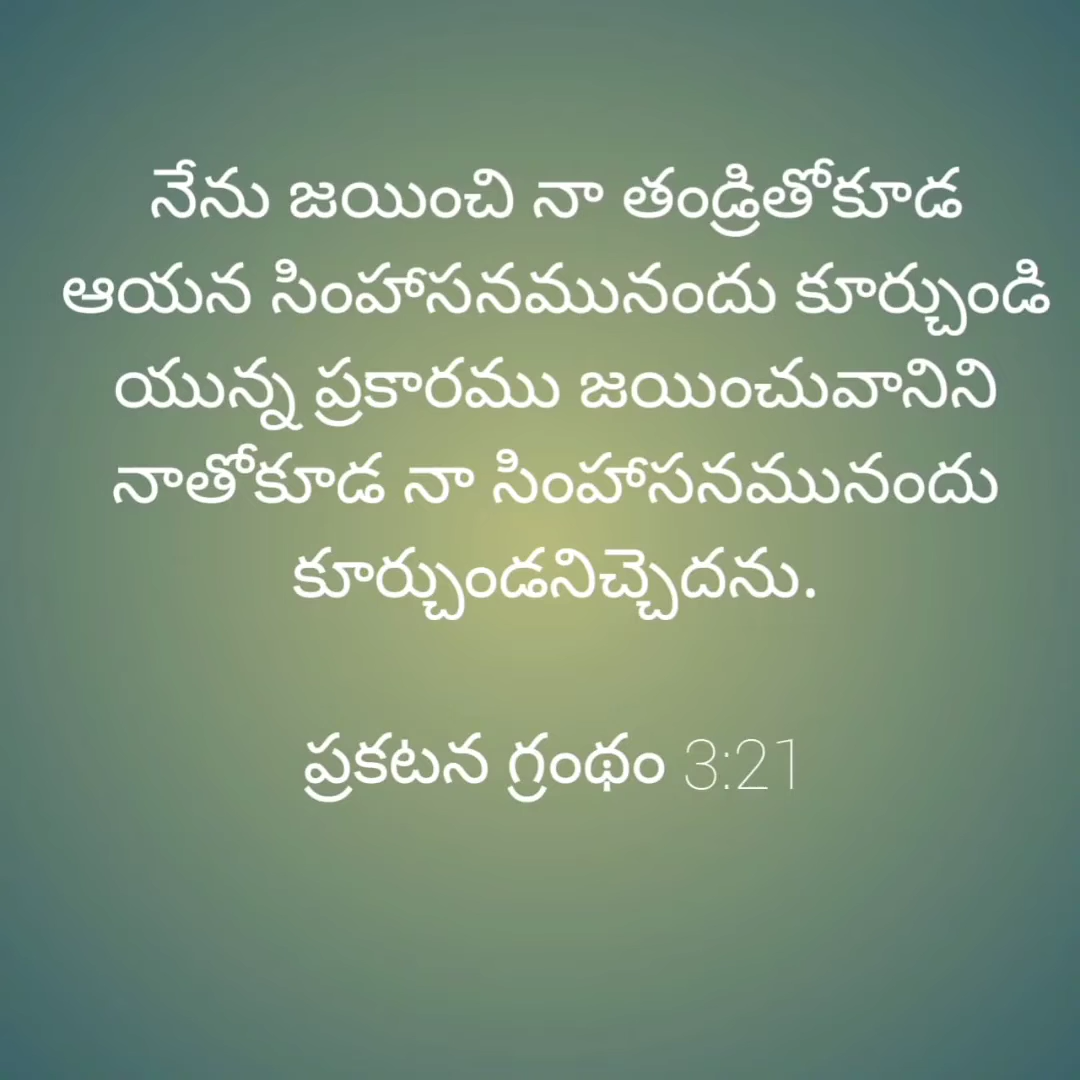 నేను జయించి నా తండ్రితోకూడ
ఆయన సింహాసనమునందు కూర్చుండి
యున్న ప్రకారము జయించువానిని
నాతోకూడ నా సింహాసనమునందు
కూర్చుండనిచ్చెదను.
ప్రకటన గ్రంథం 3:21